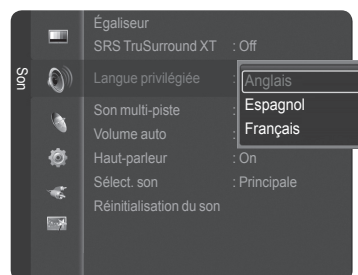 Son
Égaliseur
SRS TruSurround XT : Off
Langue privilégiée : Anglais
Espagnol
Français
Son multi-piste :
Volume auto :
Haut-parleur : On
Sélect. son : Principale
Réinitialisation du son